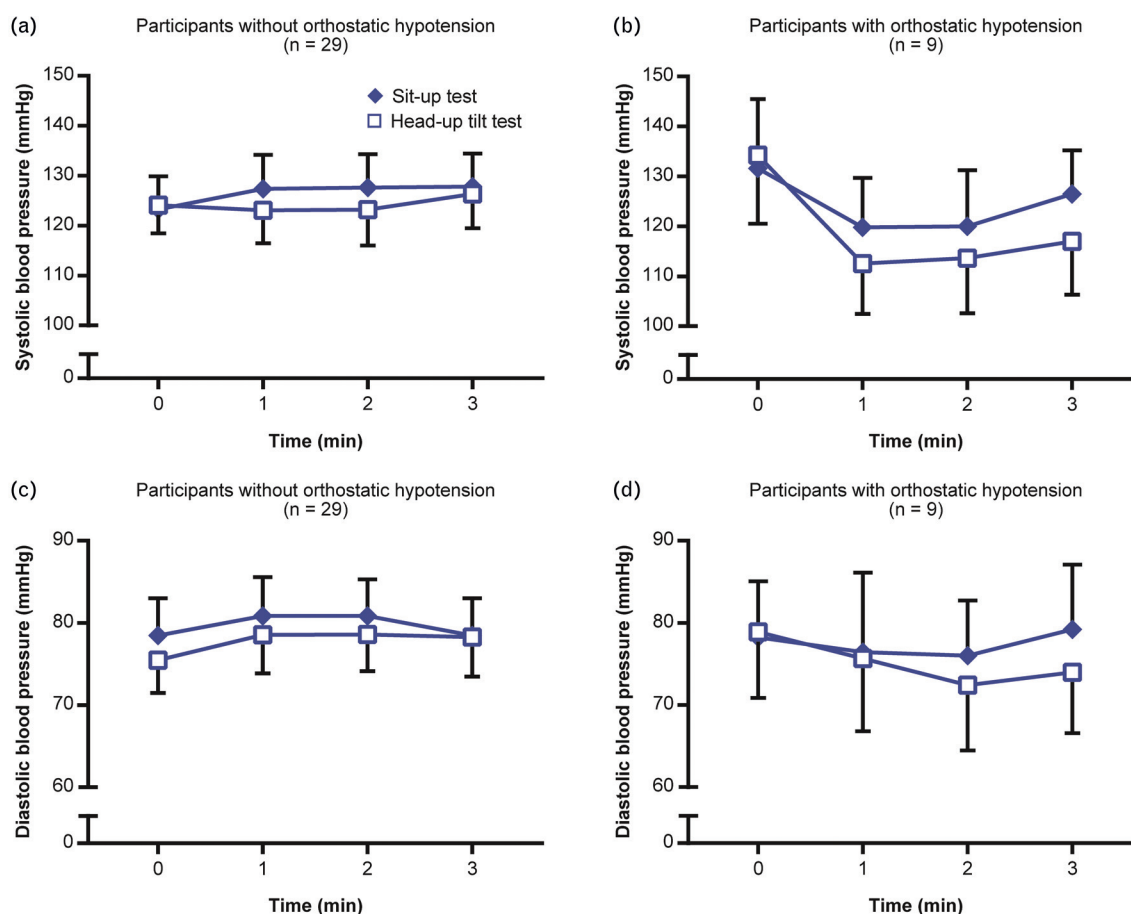 (a)
Participants without orthostatic hypotension
(n = 29)
Systolic blood pressure (mmHg)
150
140
130
120
110
100
0
Sit-up test
Head-up tilt test
0 1 2 3
Time (min)
(b)
Participants with orthostatic hypotension
(n = 9)
Systolic blood pressure (mmHg)
150
140
130
120
110
100
0
0 1 2 3
Time (min)
(c)
Participants without orthostatic hypotension
(n = 29)
Diastolic blood pressure (mmHg)
90
80
70
60
0
0 1 2 3
Time (min)
(d)
Participants with orthostatic hypotension
(n = 9)
Diastolic blood pressure (mmHg)
90
80
70
60
0
0 1 2 3
Time (min)